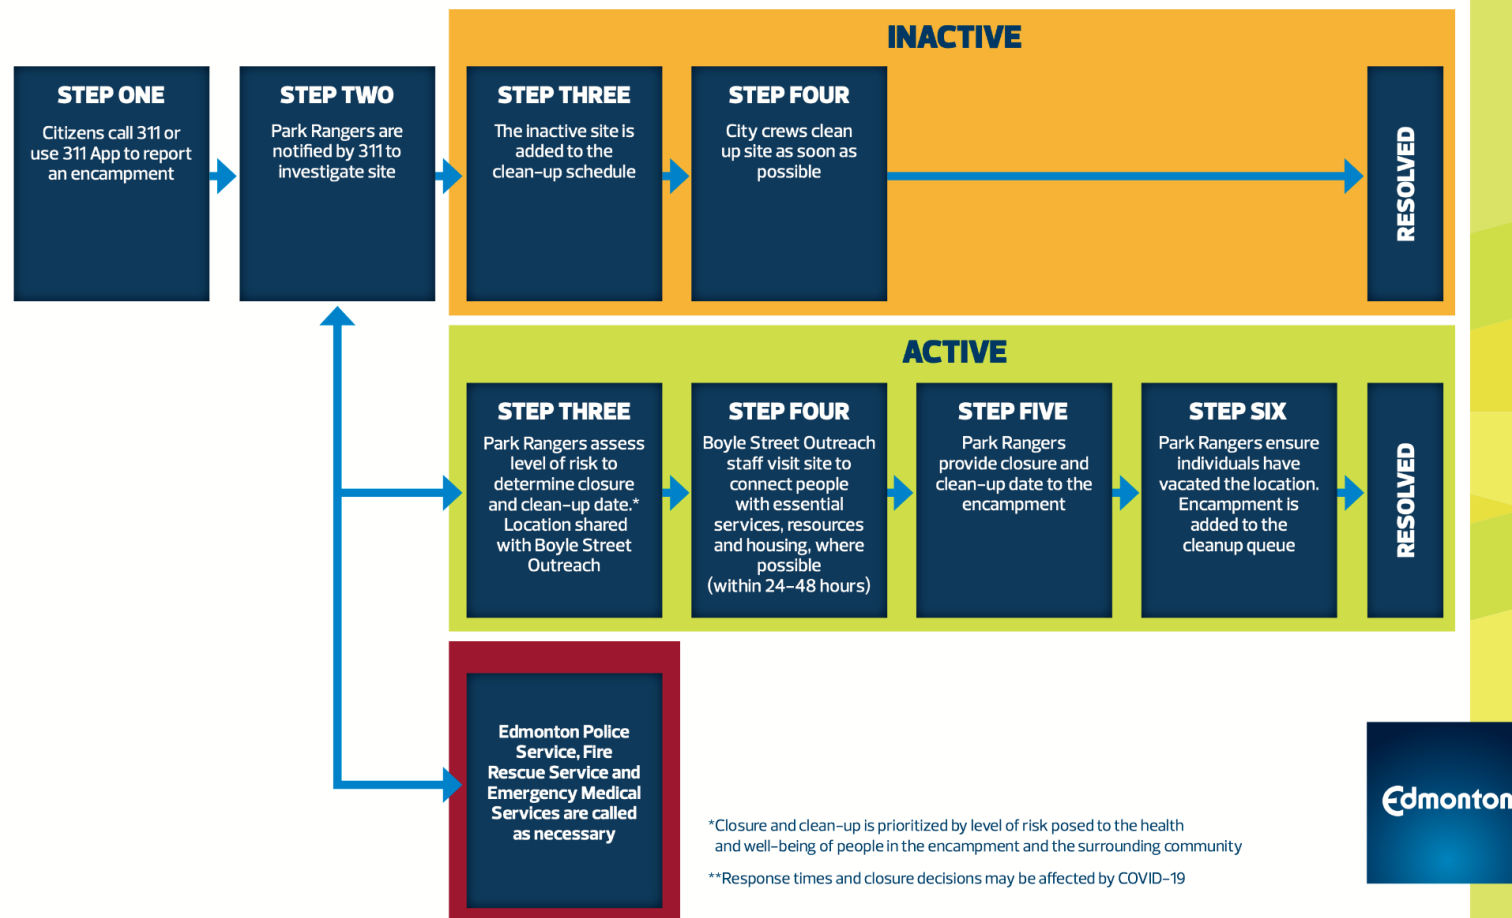 INACTIVE
STEP ONE
Citizens call 311 or
use 311 App to report
an encampment
STEP TWO
Park Rangers are
notified by 311 to
investigate site
STEP THREE
The inactive site is
added to the
clean-up schedule
STEP FOUR
City crews clean
up site as soon as
possible
RESOLVED
ACTIVE
STEP THREE
Park Rangers assess
level of risk to
determine closure
and clean-up date.*
Location shared
with Boyle Street
Outreach
STEP FOUR
Boyle Street Outreach
staff visit site to
connect people
with essential
services, resources
and housing, where
possible
(within 24-48 hours)
STEP FIVE
Park Rangers
provide closure and
clean-up date to the
encampment
STEP SIX
Park Rangers ensure
individuals have
vacated the location.
Encampment is
added to the
cleanup queue
RESOLVED
Edmonton Police
Service, Fire
Rescue Service and
Emergency Medical
Services are called
as necessary
*Closure and clean-up is prioritized by level of risk posed to the health
and well-being of people in the encampment and the surrounding community
**Response times and closure decisions may be affected by COVID-19
Edmonton